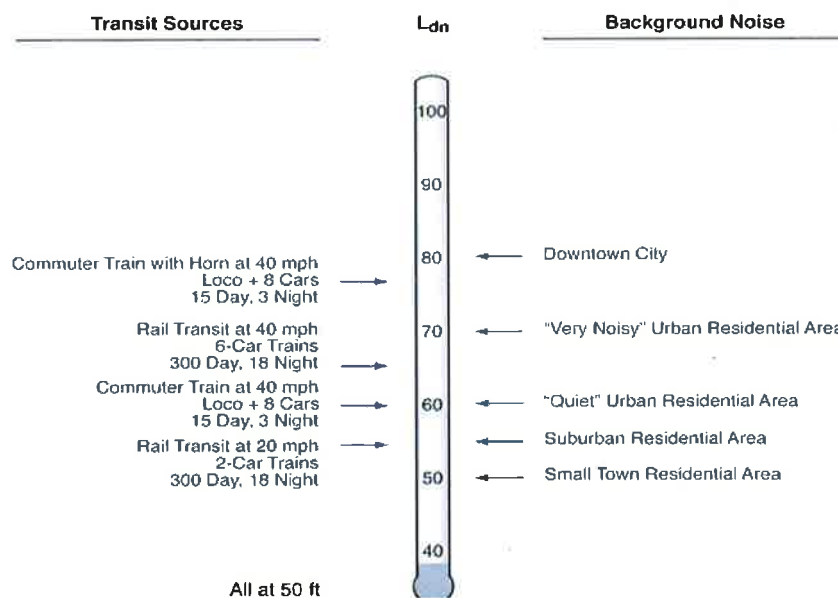 Transit Sources
Ldn
Background Noise
100
90
80
70
60
50
40
Commuter Train with Horn at 40 mph
Loco + 8 Cars
15 Day, 3 Night
Rail Transit at 40 mph
6-Car Trains
300 Day, 18 Night
Commuter Train at 40 mph
Loco + 8 Cars
15 Day, 3 Night
Rail Transit at 20 mph
2-Car Trains
300 Day, 18 Night
All at 50 ft
Downtown City
"Very Noisy" Urban Residential Area
"Quiet" Urban Residential Area
Suburban Residential Area
Small Town Residential Area